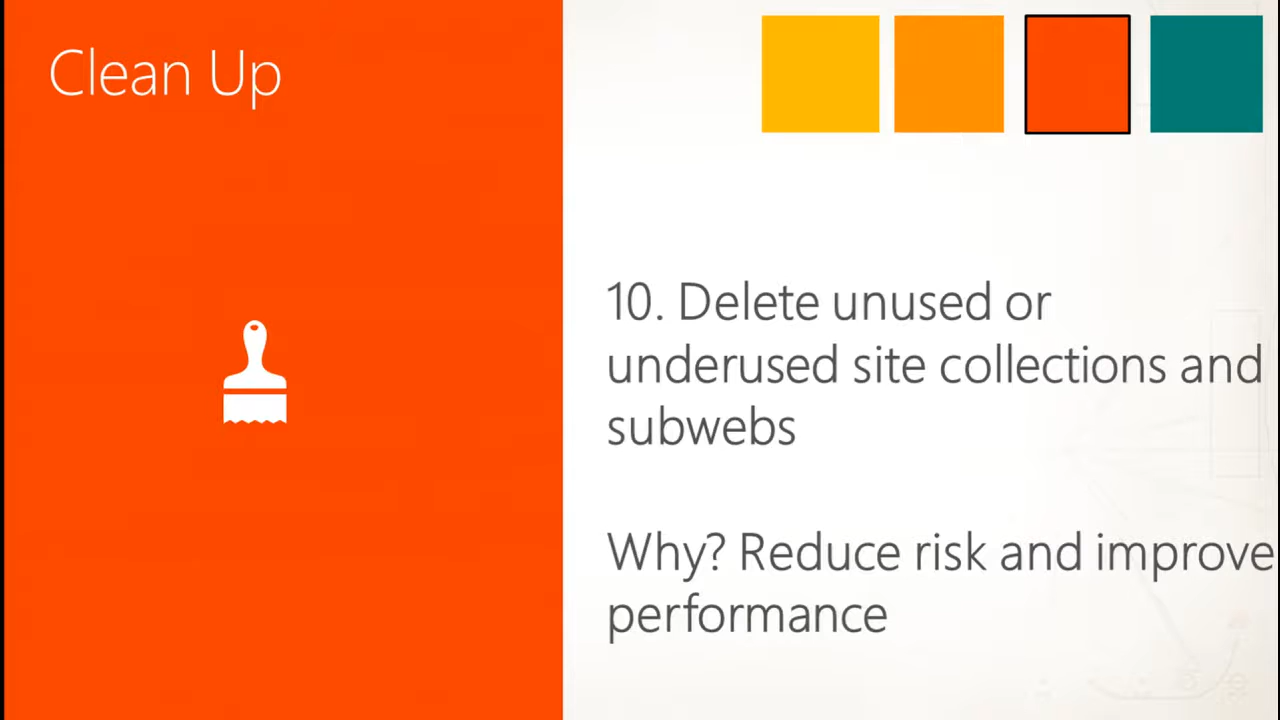 Clean Up
10. Delete unused or
underused site collections and
subwebs
Why? Reduce risk and improve
performance